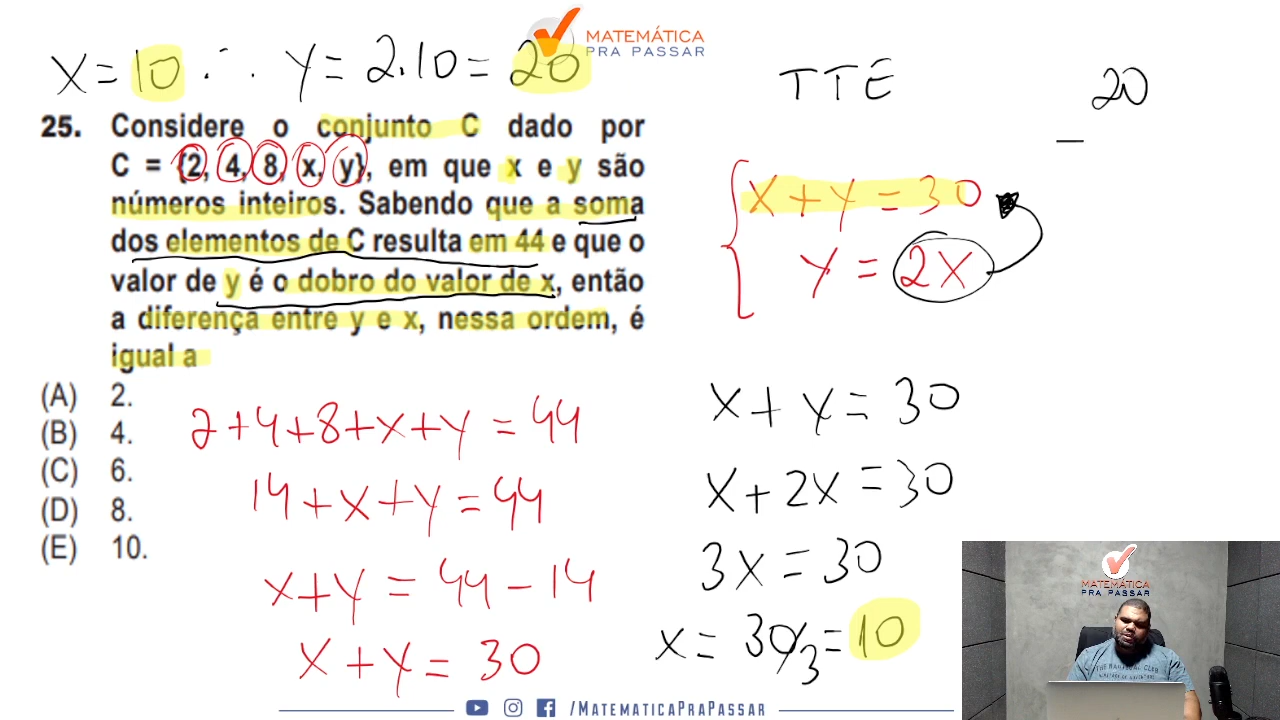 MATEMÁTICA
PRA PASSAR
X = 10 ∴ Y = 2.10 = 20
25. Considere o conjunto C dado por
C = {2, 4, 8, x, y}, em que x e y são
números inteiros. Sabendo que a soma
dos elementos de C resulta em 44 e que o
valor de y é o dobro do valor de x, então
a diferença entre y e x, nessa ordem, é
igual a
(A) 2.
(B) 4.
(C) 6.
(D) 8.
(E) 10.
2+4+8+X+Y = 44
14+X+Y = 44
X+Y = 44 - 14
X+Y = 30
TTE
20
_
X+Y = 30
Y = 2X
X+Y = 30
X+2X = 30
3X = 30
X = 30/3 = 10
MATEMÁTICA
PRA PASSAR
/MATEMATICAPRAPASSAR